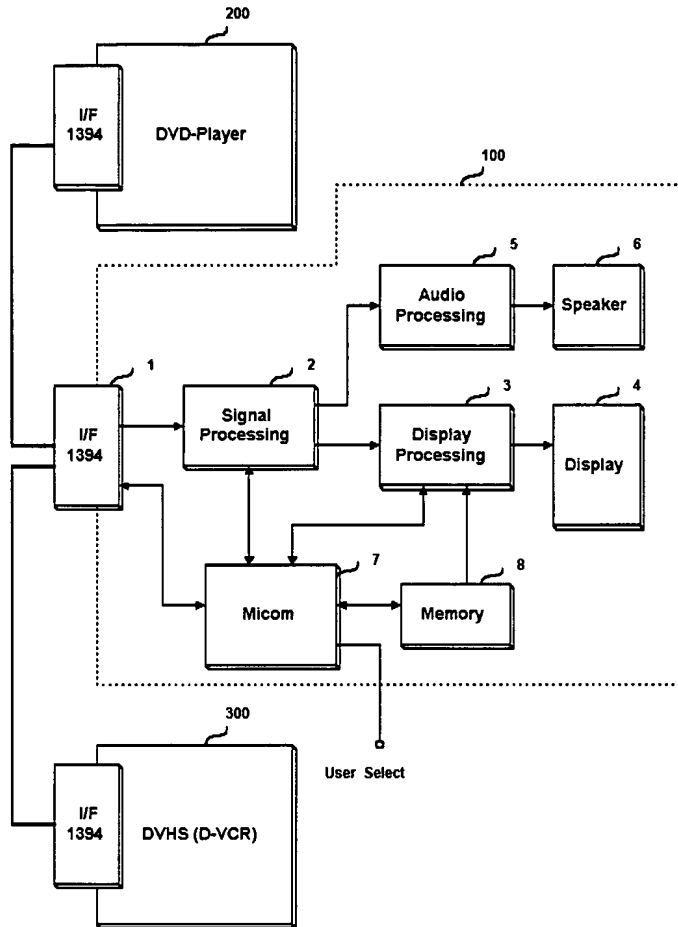 200
I/F
1394
DVD-Player
100
5
6
Audio
Processing
Speaker
1
2
3
4
I/F
1394
Signal
Processing
Display
Processing
Display
7
8
Micom
Memory
300
User Select
I/F
1394
DVHS (D-VCR)